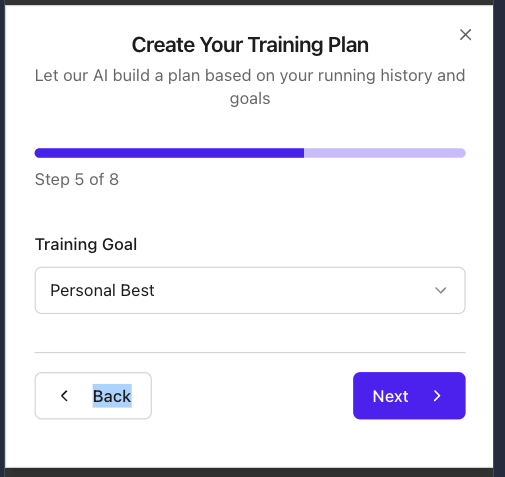 Create Your Training Plan
Let our AI build a plan based on your running history and
goals
Step 5 of 8
Training Goal
Personal Best
Back
Next